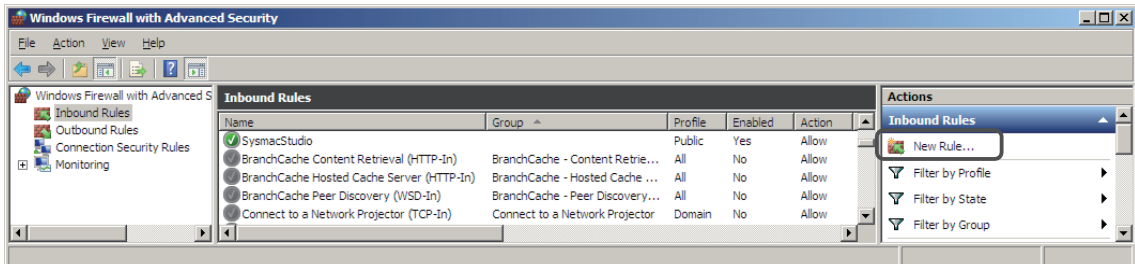 Windows Firewall with Advanced Security
File Action View Help
Windows Firewall with Advanced S
Inbound Rules
Outbound Rules
Connection Security Rules
Monitoring
Inbound Rules
Name Group Profile Enabled Action
SysmacStudio Public Yes Allow
BranchCache Content Retrieval (HTTP-In) BranchCache - Content Retrie... All No Allow
BranchCache Hosted Cache Server (HTTP-In) BranchCache - Hosted Cache ... All No Allow
BranchCache Peer Discovery (WSD-In) BranchCache - Peer Discovery... All No Allow
Connect to a Network Projector (TCP-In) Connect to a Network Projector Domain No Allow
Actions
Inbound Rules
New Rule...
Filter by Profile
Filter by State
Filter by Group